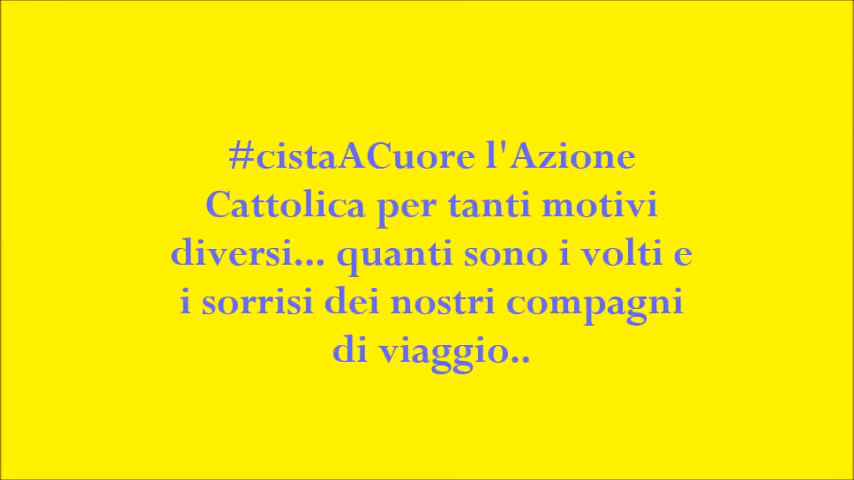 #cistaACuore l'Azione
Cattolica per tanti motivi
diversi... quanti sono i volti e
i sorrisi dei nostri compagni
di viaggio..